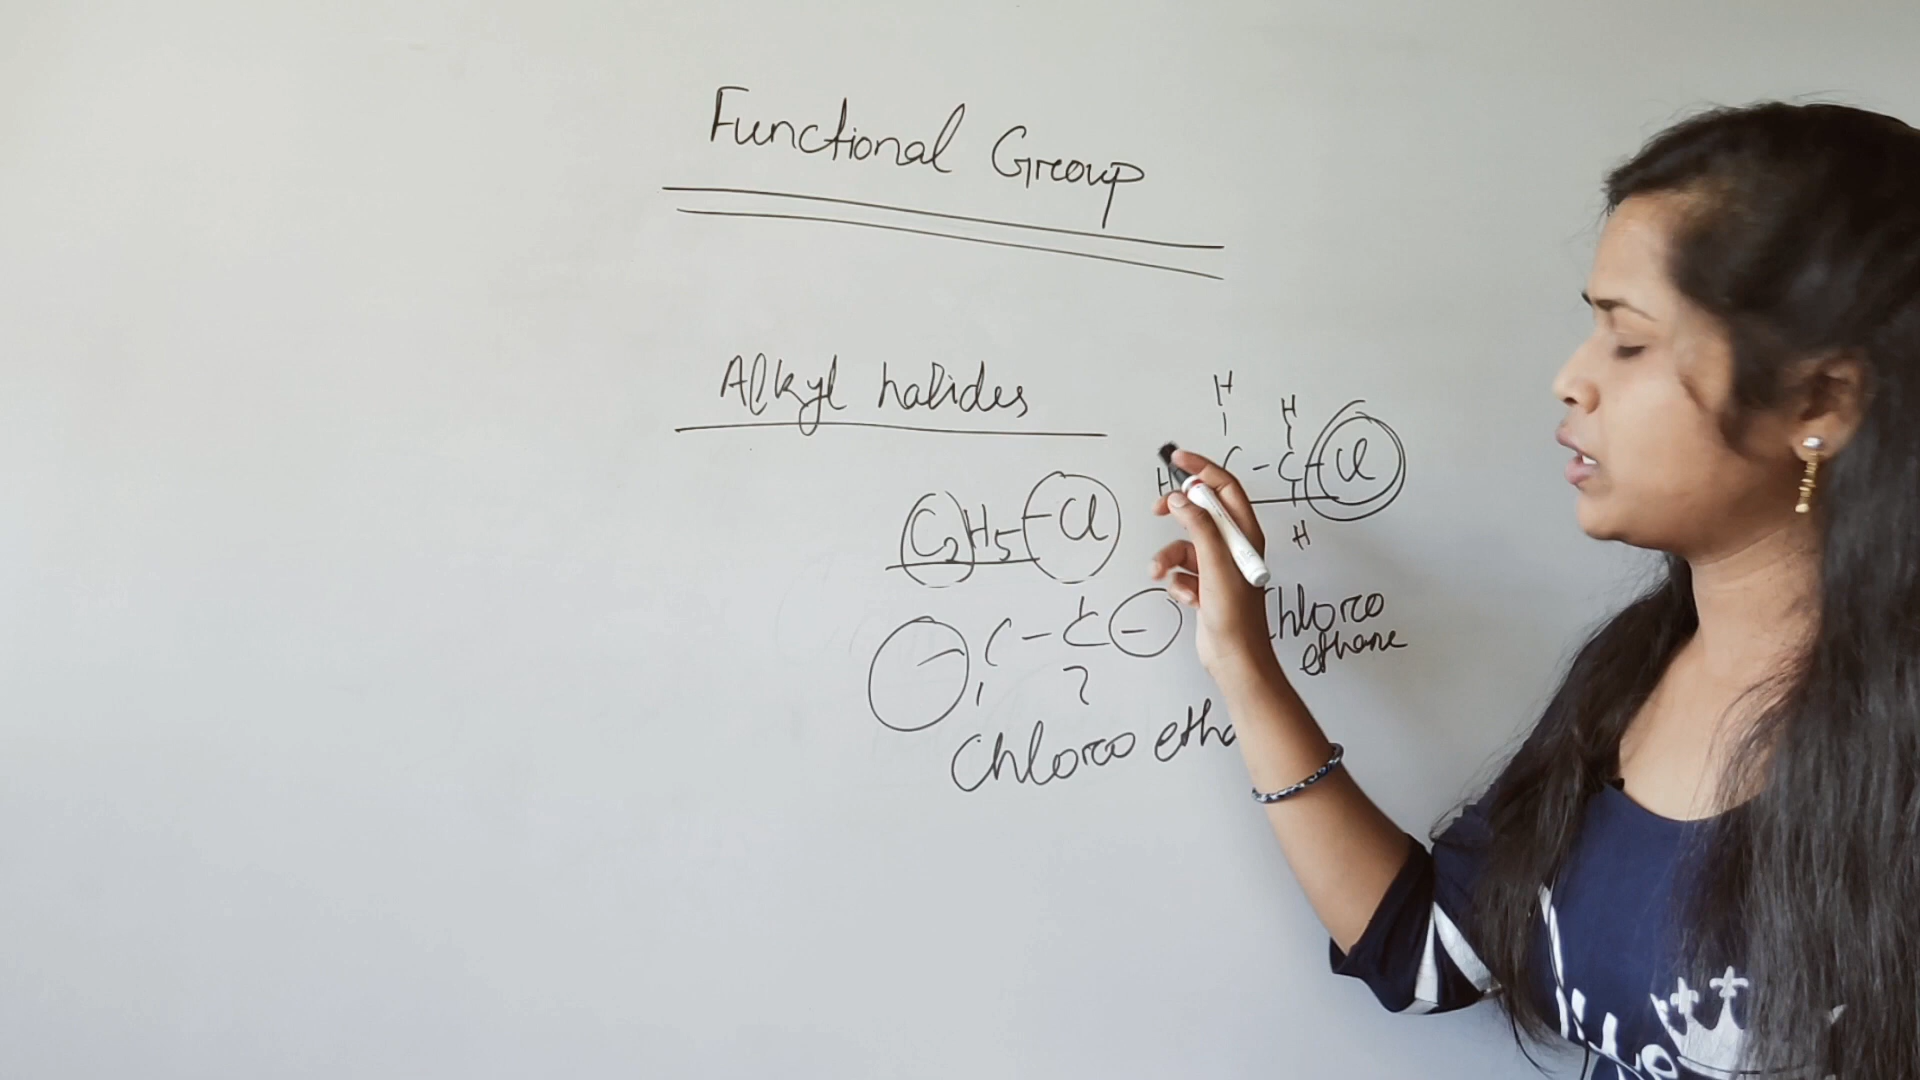 Functional Group
Alkyl halides
H H
H C - C - Cl
H
C2H5 - Cl
- C - C -
Chloro
ethane
Chloro etha